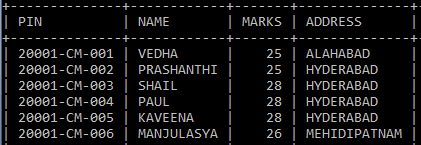 PIN NAME MARKS ADDRESS
20001-CM-001 VEDHA 25 ALAHABAD
20001-CM-002 PRASHANTHI 25 HYDERABAD
20001-CM-003 SHAIL 28 HYDERABAD
20001-CM-004 PAUL 28 HYDERABAD
20001-CM-005 KAVEENA 28 HYDERABAD
20001-CM-006 MANJULASYA 26 MEHIDIPATNAM